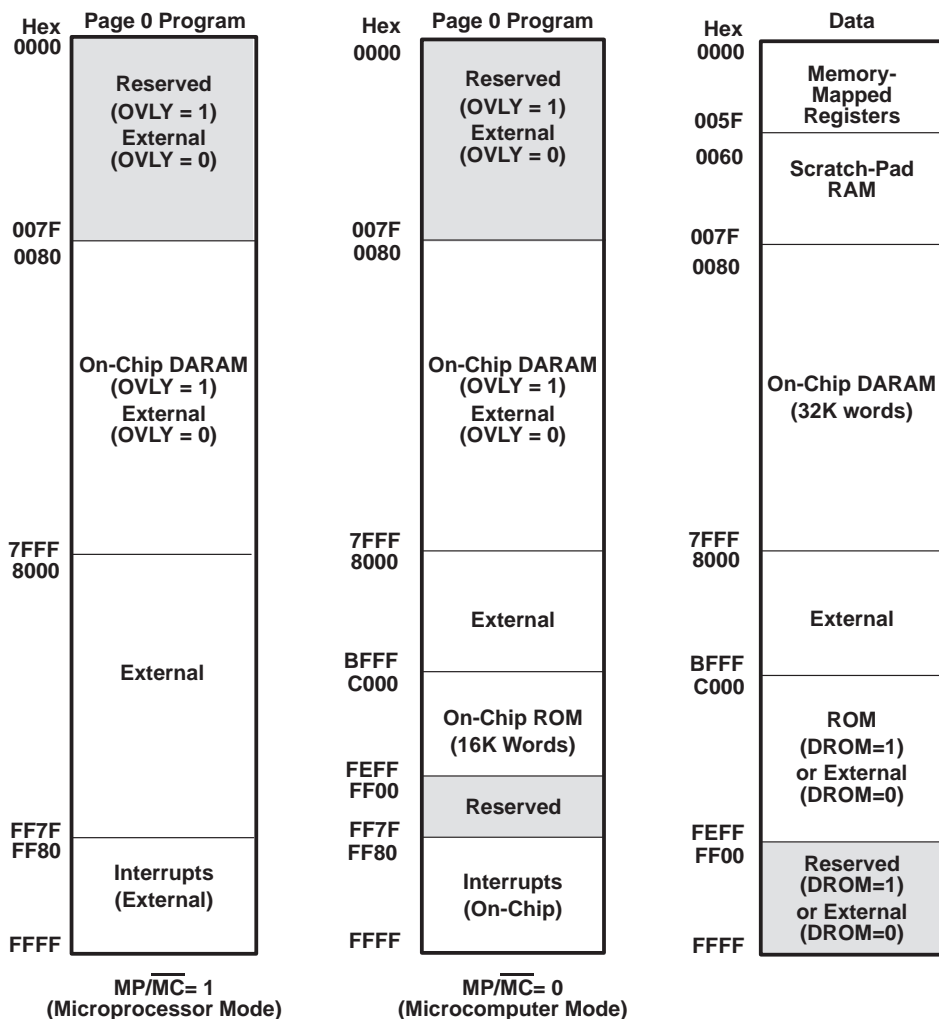 Hex
Page 0 Program
0000
Reserved
(OVLY = 1)
External
(OVLY = 0)
007F
0080
On-Chip DARAM
(OVLY = 1)
External
(OVLY = 0)
7FFF
8000
External
FF7F
FF80
Interrupts
(External)
FFFF
MP/MC= 1
(Microprocessor Mode)
Hex
Page 0 Program
0000
Reserved
(OVLY = 1)
External
(OVLY = 0)
007F
0080
On-Chip DARAM
(OVLY = 1)
External
(OVLY = 0)
7FFF
8000
External
BFFF
C000
On-Chip ROM
(16K Words)
FEFF
FF00
Reserved
FF7F
FF80
Interrupts
(On-Chip)
FFFF
MP/MC= 0
(Microcomputer Mode)
Hex
Data
0000
Memory-
Mapped
Registers
005F
0060
Scratch-Pad
RAM
007F
0080
On-Chip DARAM
(32K words)
7FFF
8000
External
BFFF
C000
ROM
(DROM=1)
or External
(DROM=0)
FEFF
FF00
Reserved
(DROM=1)
or External
(DROM=0)
FFFF